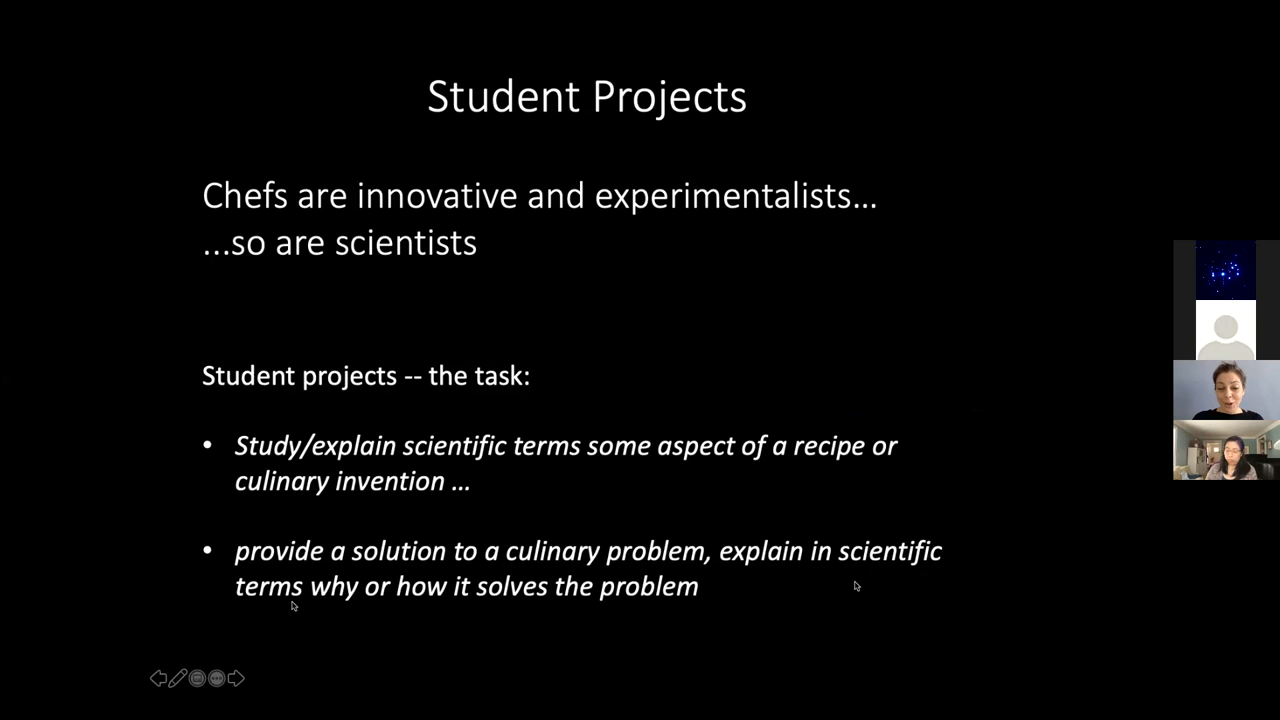 Student Projects
Chefs are innovative and experimentalists...
...so are scientists
Student projects -- the task:
• Study/explain scientific terms some aspect of a recipe or
culinary invention ...
• provide a solution to a culinary problem, explain in scientific
terms why or how it solves the problem